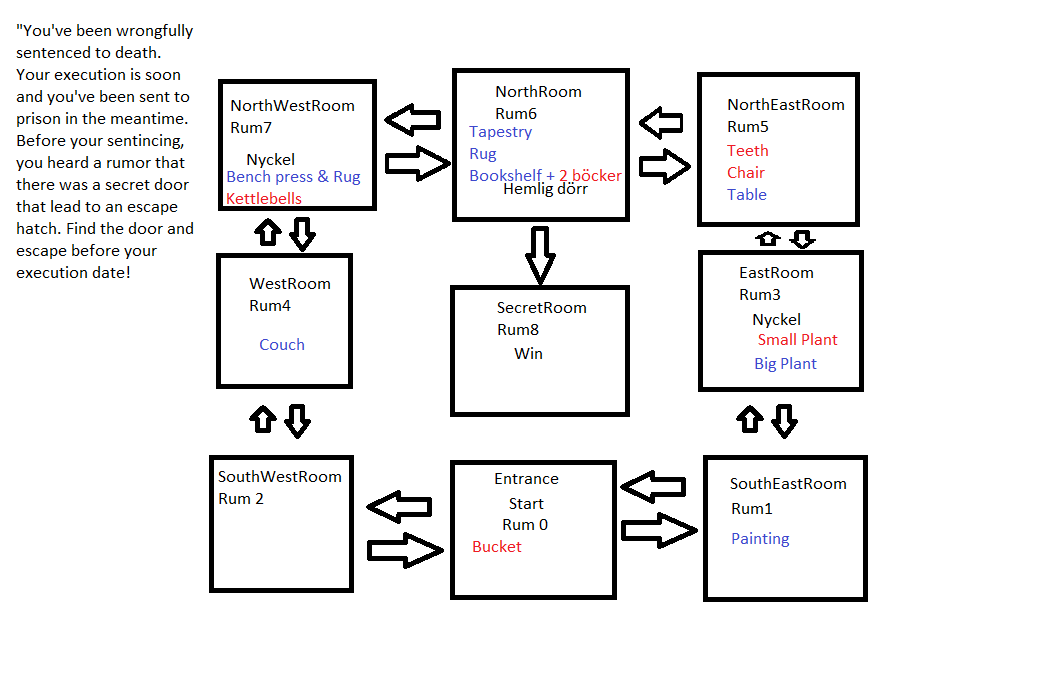 "You've been wrongfully
sentenced to death.
Your execution is soon
and you've been sent to
prison in the meantime.
Before your sentincing,
you heard a rumor that
there was a secret door
that lead to an escape
hatch. Find the door and
escape before your
execution date!
NorthWestRoom
Rum7
Nyckel
Bench press & Rug
Kettlebells
NorthRoom
Rum6
Tapestry
Rug
Bookshelf + 2 böcker
Hemlig dörr
NorthEastRoom
Rum5
Teeth
Chair
Table
WestRoom
Rum4
Couch
SecretRoom
Rum8
Win
EastRoom
Rum3
Nyckel
Small Plant
Big Plant
SouthWestRoom
Rum 2
Entrance
Start
Rum 0
Bucket
SouthEastRoom
Rum1
Painting